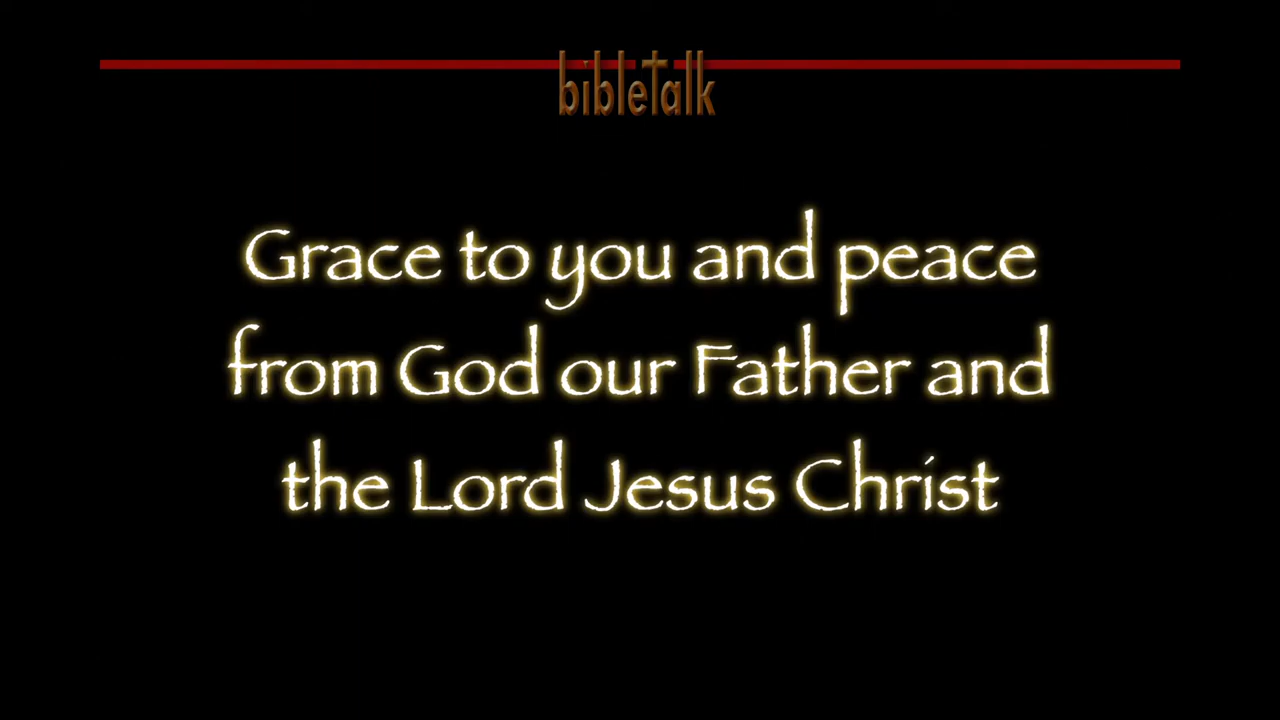 bibleTalk
Grace to you and peace
from God our Father and
the Lord Jesus Christ